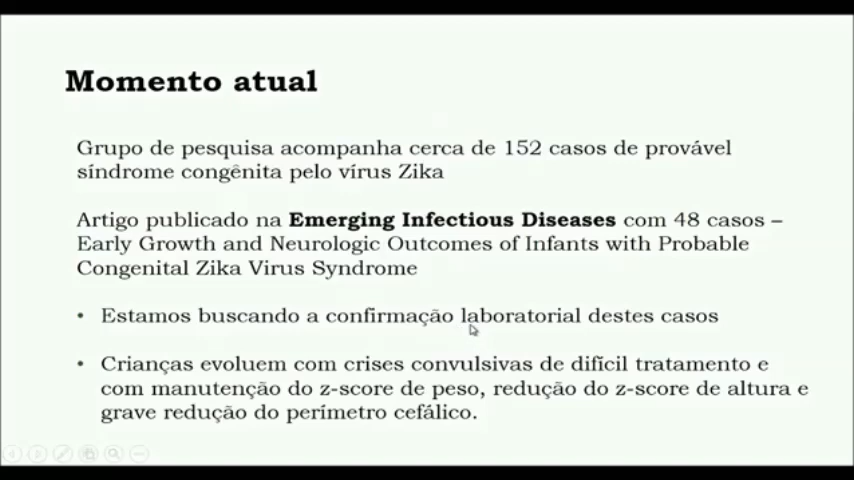 Momento atual
Grupo de pesquisa acompanha cerca de 152 casos de provável
síndrome congênita pelo vírus Zika
Artigo publicado na Emerging Infectious Diseases com 48 casos –
Early Growth and Neurologic Outcomes of Infants with Probable
Congenital Zika Virus Syndrome
• Estamos buscando a confirmação laboratorial destes casos
• Crianças evoluem com crises convulsivas de difícil tratamento e
com manutenção do z-score de peso, redução do z-score de altura e
grave redução do perímetro cefálico.